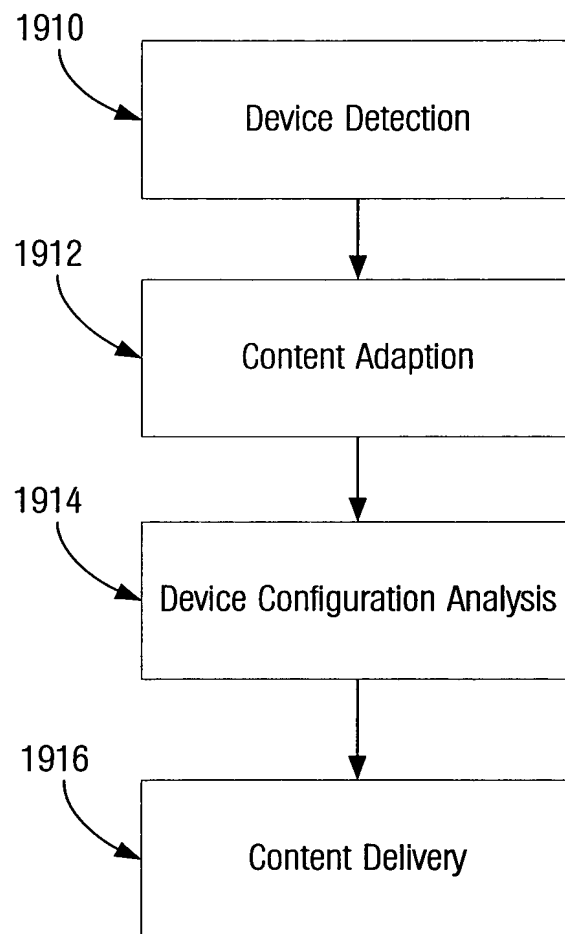 1910
Device Detection
1912
Content Adaption
1914
Device Configuration Analysis
1916
Content Delivery